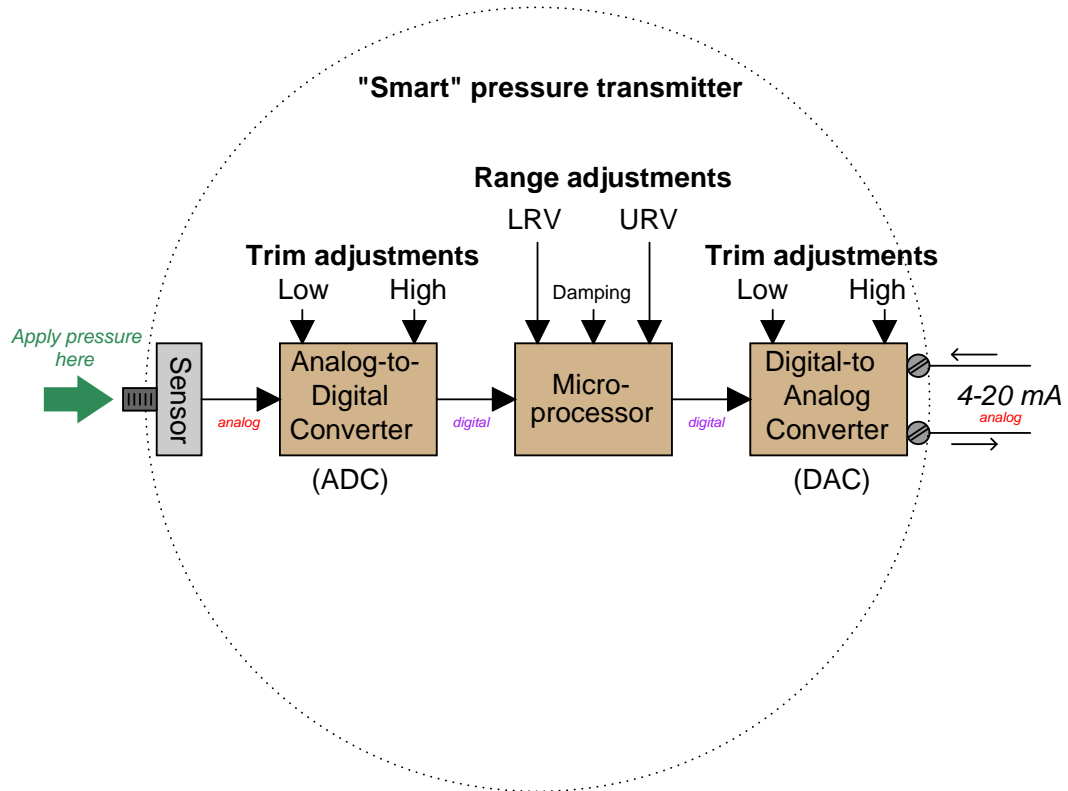 "Smart" pressure transmitter
Range adjustments
LRV
URV
Damping
Trim adjustments
Low
High
Trim adjustments
Low
High
Apply pressure
here
Sensor
analog
Analog-to-
Digital
Converter
(ADC)
digital
Micro-
processor
digital
Digital-to
Analog
Converter
(DAC)
4-20 mA
analog